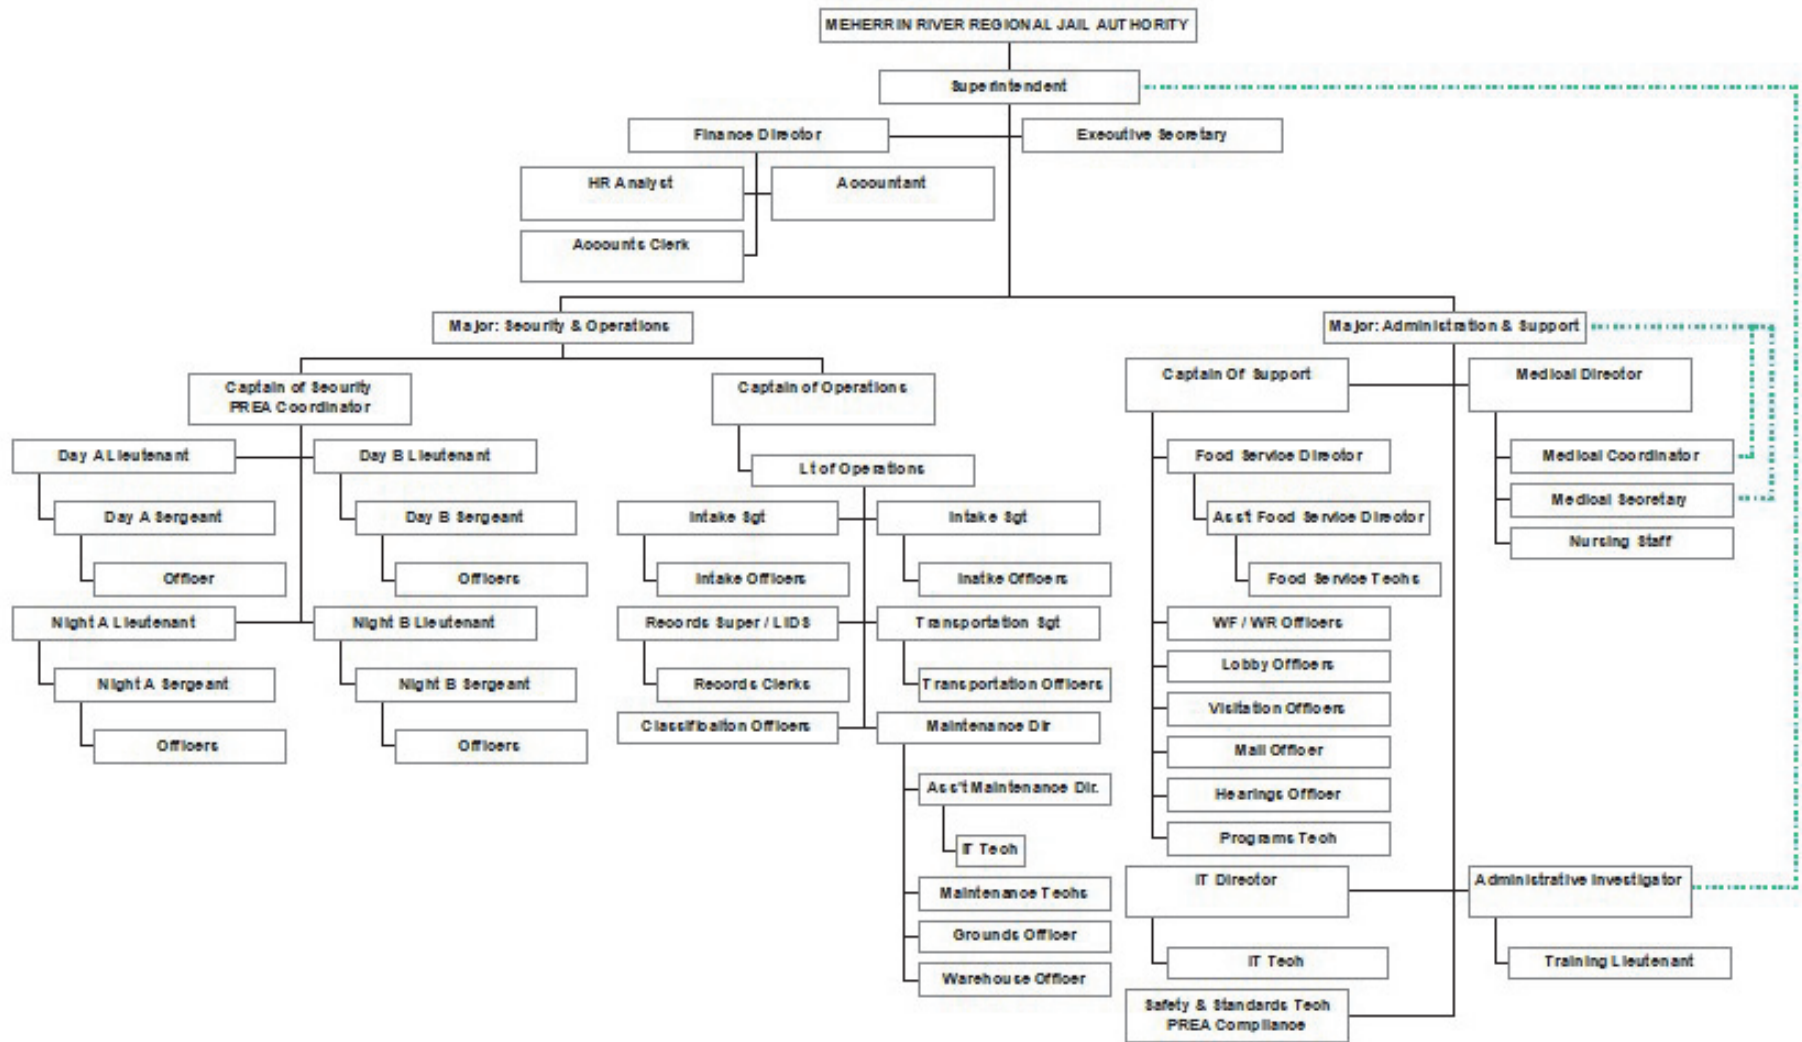 MEHERRIN RIVER REGIONAL JAIL AUTHORITY
Superintendent
Finance Director
Executive Secretary
HR Analyst
Accountant
Accounts Clerk
Major: Security & Operations
Major: Administration & Support
Captain of Security
PREA Coordinator
Captain of Operations
Captain Of Support
Medical Director
Day A Lieutenant
Day B Lieutenant
Lt of Operations
Food Service Director
Medical Coordinator
Day A Sergeant
Day B Sergeant
Intake Sgt
Intake Sgt
Ass't Food Service Director
Medical Secretary
Nursing Staff
Officer
Officers
Intake Officers
Inatke Officers
Food Service Techs
Night A Lieutenant
Night B Lieutenant
Records Super / LIDS
Transportation Sgt
WF / WR Officers
Lobby Officers
Night A Sergeant
Night B Sergeant
Records Clerks
Transportation Officers
Visitation Officers
Classificaiton Officers
Maintenance Dir
Officers
Officers
Mail Officer
Ass't Maintenance Dir.
Hearings Officer
IT Tech
Programs Tech
Maintenance Techs
IT Director
Administrative Investigator
Grounds Officer
IT Tech
Training Lieutenant
Warehouse Officer
Safety & Standards Tech
PREA Compliance